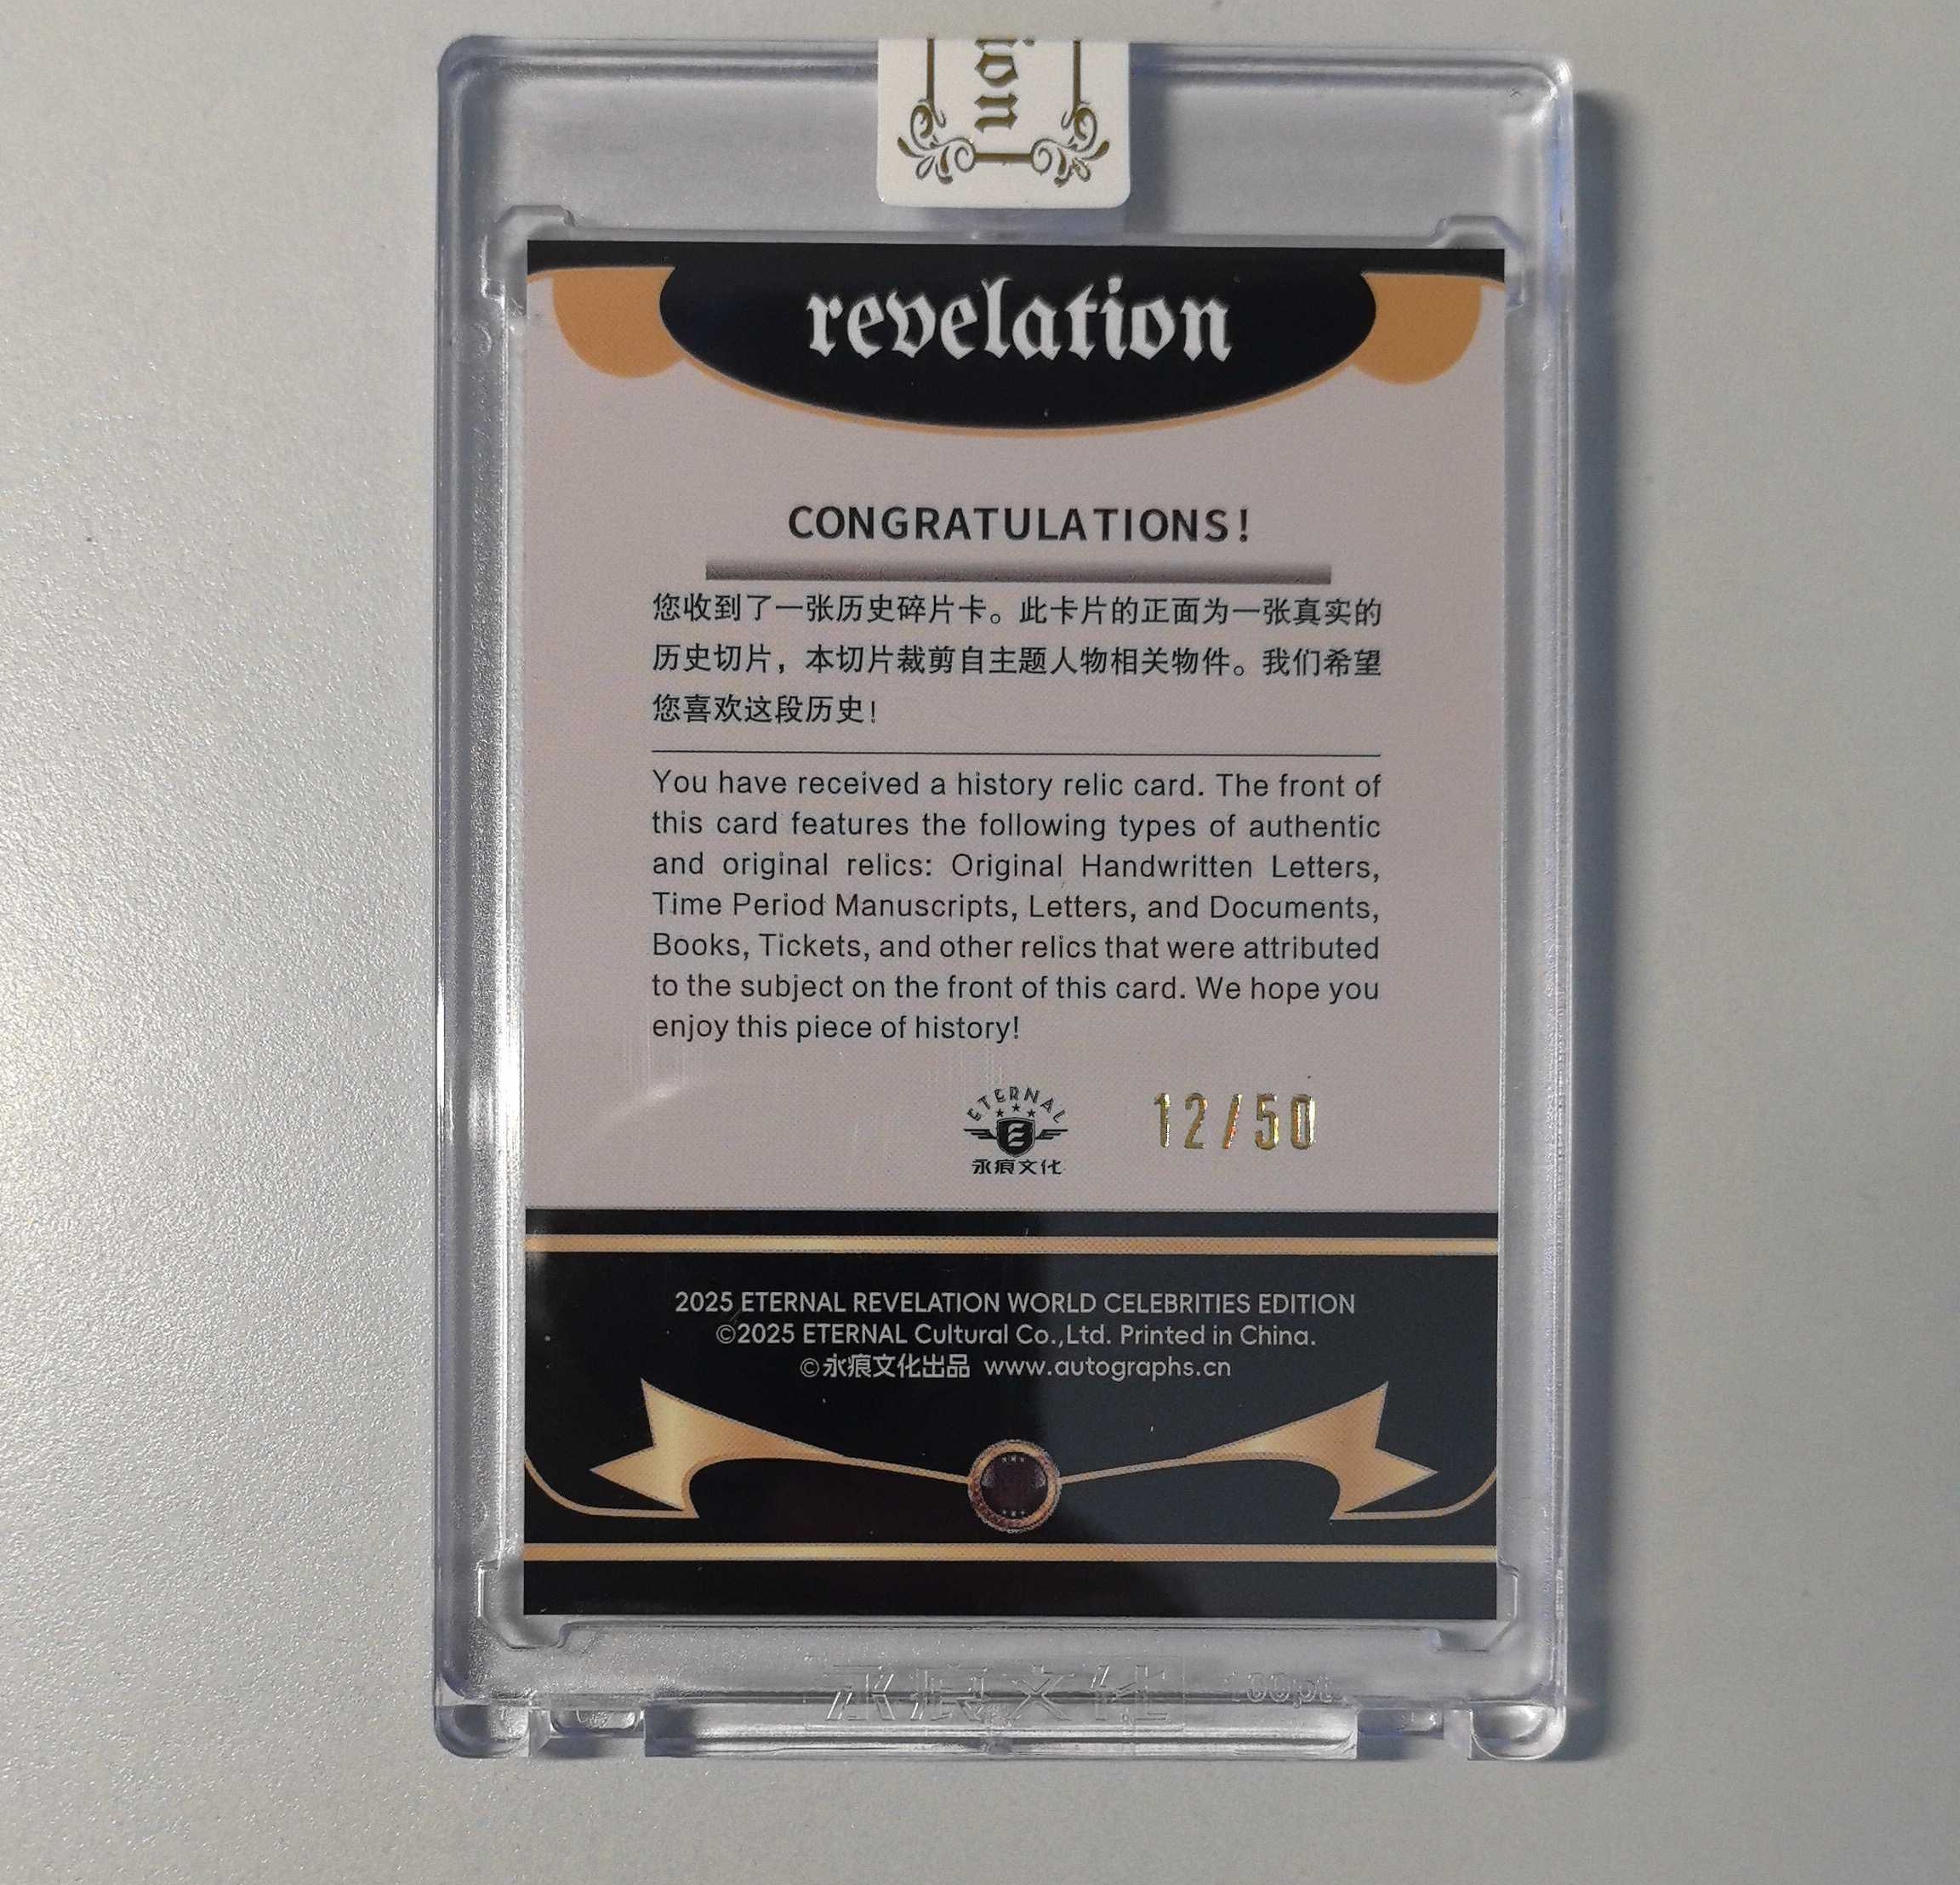 ion
revelation
CONGRATULATIONS!
您收到了一张历史碎片卡。此卡片的正面为一张真实的
历史切片，本切片裁剪自主题人物相关物件。我们希望
您喜欢这段历史！
You have received a history relic card. The front of
this card features the following types of authentic
and original relics: Original Handwritten Letters,
Time Period Manuscripts, Letters, and Documents,
Books, Tickets, and other relics that were attributed
to the subject on the front of this card. We hope you
enjoy this piece of history!
ETERNAL
永痕文化
12/50
2025 ETERNAL REVELATION WORLD CELEBRITIES EDITION
©2025 ETERNAL Cultural Co.,Ltd. Printed in China.
©永痕文化出品 www.autographs.cn
永痕文化 100pt